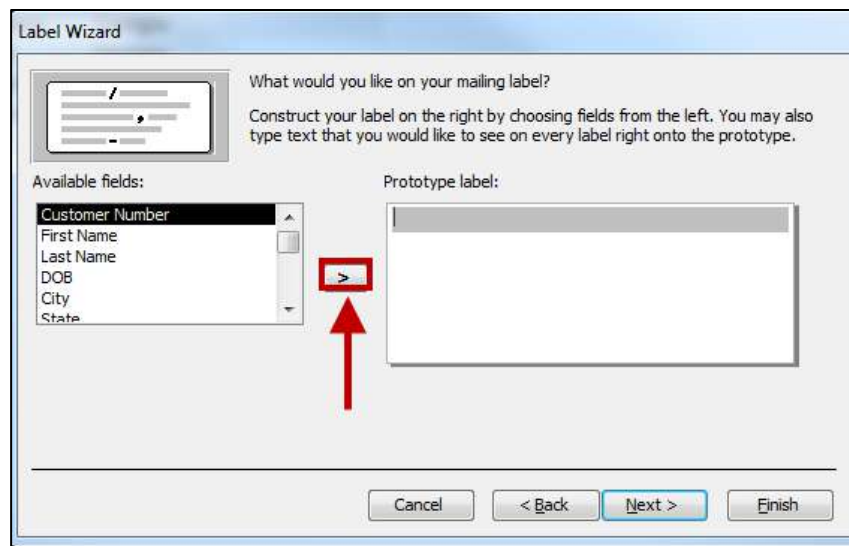 Label Wizard
What would you like on your mailing label?
Construct your label on the right by choosing fields from the left. You may also
type text that you would like to see on every label right onto the prototype.
Available fields:
Prototype label:
Customer Number
First Name
Last Name
DOB
City
State
>
Cancel
< Back
Next >
Finish